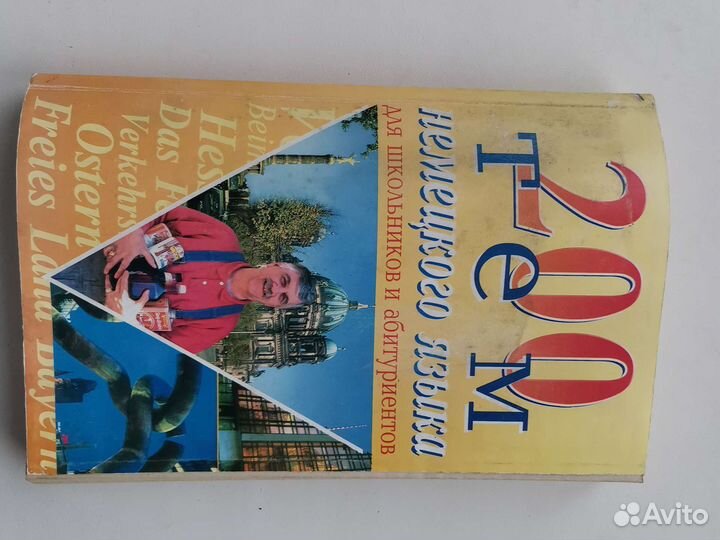 200
ТеМ
немецкого языка
для школьников и абитуриентов
Hes
Das
Verkehrs
Ostern
Freies Land Bayern
Avito